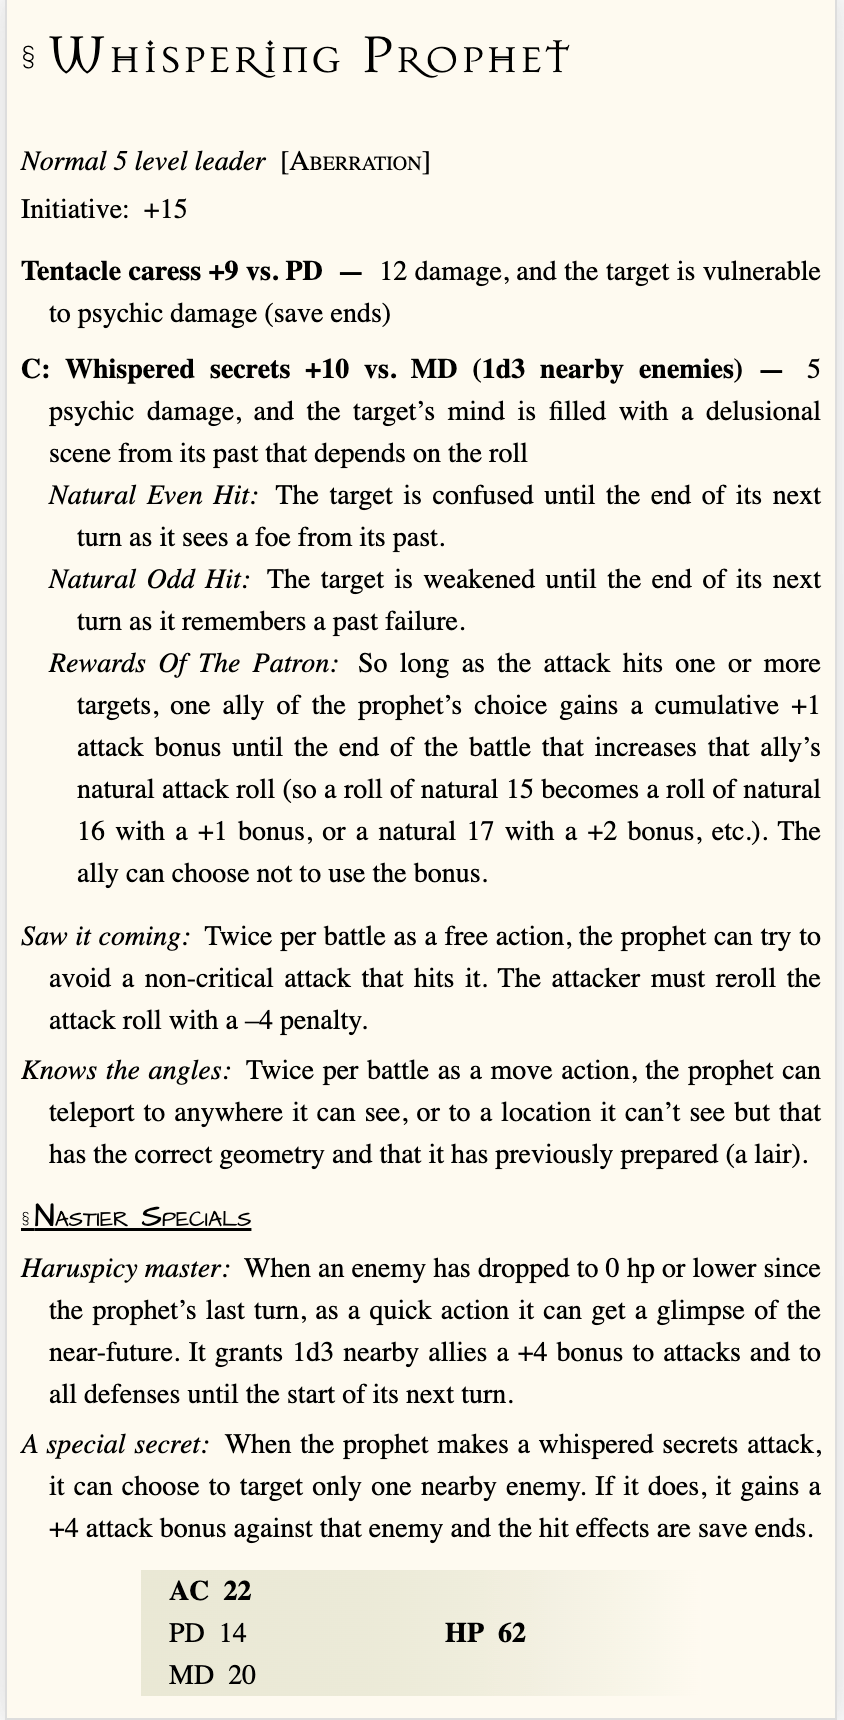 § Whispering Prophet
Normal 5 level leader [Aberration]
Initiative: +15
Tentacle caress +9 vs. PD — 12 damage, and the target is vulnerable
to psychic damage (save ends)
C: Whispered secrets +10 vs. MD (1d3 nearby enemies) — 5
psychic damage, and the target’s mind is filled with a delusional
scene from its past that depends on the roll
Natural Even Hit: The target is confused until the end of its next
turn as it sees a foe from its past.
Natural Odd Hit: The target is weakened until the end of its next
turn as it remembers a past failure.
Rewards Of The Patron: So long as the attack hits one or more
targets, one ally of the prophet’s choice gains a cumulative +1
attack bonus until the end of the battle that increases that ally’s
natural attack roll (so a roll of natural 15 becomes a roll of natural
16 with a +1 bonus, or a natural 17 with a +2 bonus, etc.). The
ally can choose not to use the bonus.
Saw it coming: Twice per battle as a free action, the prophet can try to
avoid a non-critical attack that hits it. The attacker must reroll the
attack roll with a –4 penalty.
Knows the angles: Twice per battle as a move action, the prophet can
teleport to anywhere it can see, or to a location it can’t see but that
has the correct geometry and that it has previously prepared (a lair).
§ Nastier Specials
Haruspicy master: When an enemy has dropped to 0 hp or lower since
the prophet’s last turn, as a quick action it can get a glimpse of the
near-future. It grants 1d3 nearby allies a +4 bonus to attacks and to
all defenses until the start of its next turn.
A special secret: When the prophet makes a whispered secrets attack,
it can choose to target only one nearby enemy. If it does, it gains a
+4 attack bonus against that enemy and the hit effects are save ends.
AC 22
PD 14 HP 62
MD 20